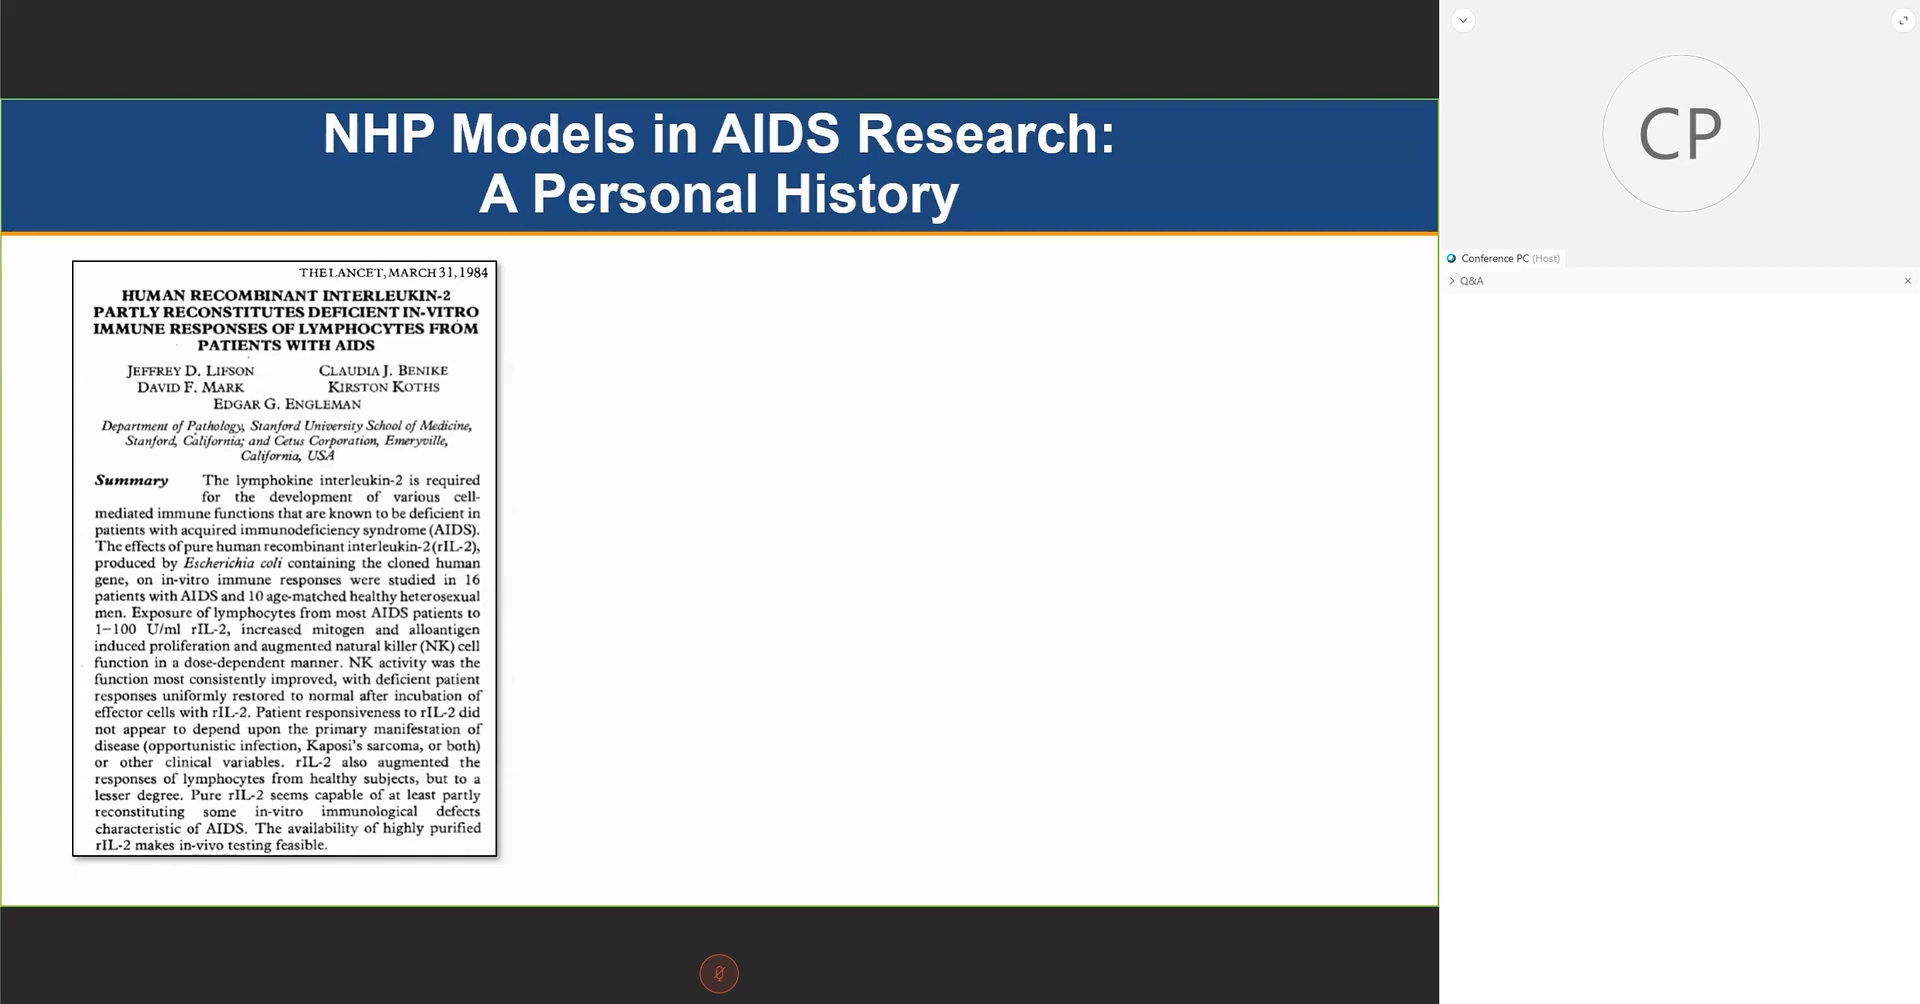 NHP Models in AIDS Research:
A Personal History
THE LANCET, MARCH 31, 1984
HUMAN RECOMBINANT INTERLEUKIN-2
PARTLY RECONSTITUTES DEFICIENT IN-VITRO
IMMUNE RESPONSES OF LYMPHOCYTES FROM
PATIENTS WITH AIDS
JEFFREY D. LIFSON CLAUDIA J. BENIKE
DAVID F. MARK KIRSTON KOTHS
EDGAR G. ENGLEMAN
Department of Pathology, Stanford University School of Medicine,
Stanford, California; and Cetus Corporation, Emeryville,
California, USA
Summary The lymphokine interleukin-2 is required
for the development of various cell-
mediated immune functions that are known to be deficient in
patients with acquired immunodeficiency syndrome (AIDS).
The effects of pure human recombinant interleukin-2 (rIL-2),
produced by Escherichia coli containing the cloned human
gene, on in-vitro immune responses were studied in 16
patients with AIDS and 10 age-matched healthy heterosexual
men. Exposure of lymphocytes from most AIDS patients to
1–100 U/ml rIL-2, increased mitogen and alloantigen
induced proliferation and augmented natural killer (NK) cell
function in a dose-dependent manner. NK activity was the
function most consistently improved, with deficient patient
responses uniformly restored to normal after incubation of
effector cells with rIL-2. Patient responsiveness to rIL-2 did
not appear to depend upon the primary manifestation of
disease (opportunistic infection, Kaposi's sarcoma, or both)
or other clinical variables. rIL-2 also augmented the
responses of lymphocytes from healthy subjects, but to a
lesser degree. Pure rIL-2 seems capable of at least partly
reconstituting some in-vitro immunological defects
characteristic of AIDS. The availability of highly purified
rIL-2 makes in-vivo testing feasible.
CP
Conference PC (Host)
Q&A